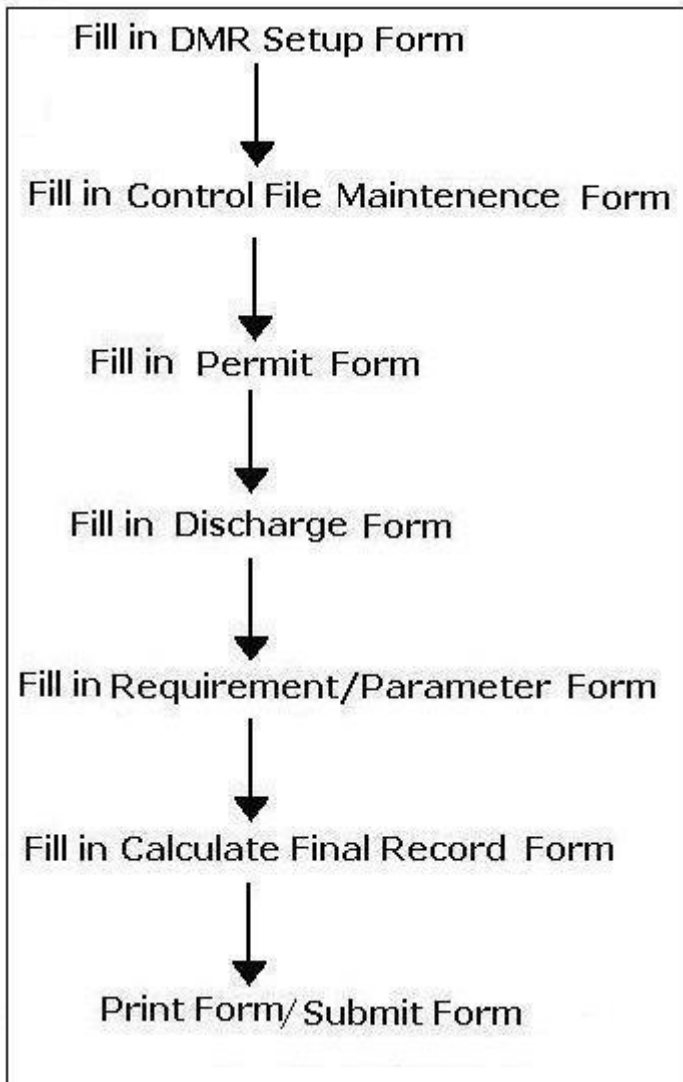 Fill in DMR Setup Form
Fill in Control File Maintenence Form
Fill in Permit Form
Fill in Discharge Form
Fill in Requirement/Parameter Form
Fill in Calculate Final Record Form
Print Form/Submit Form